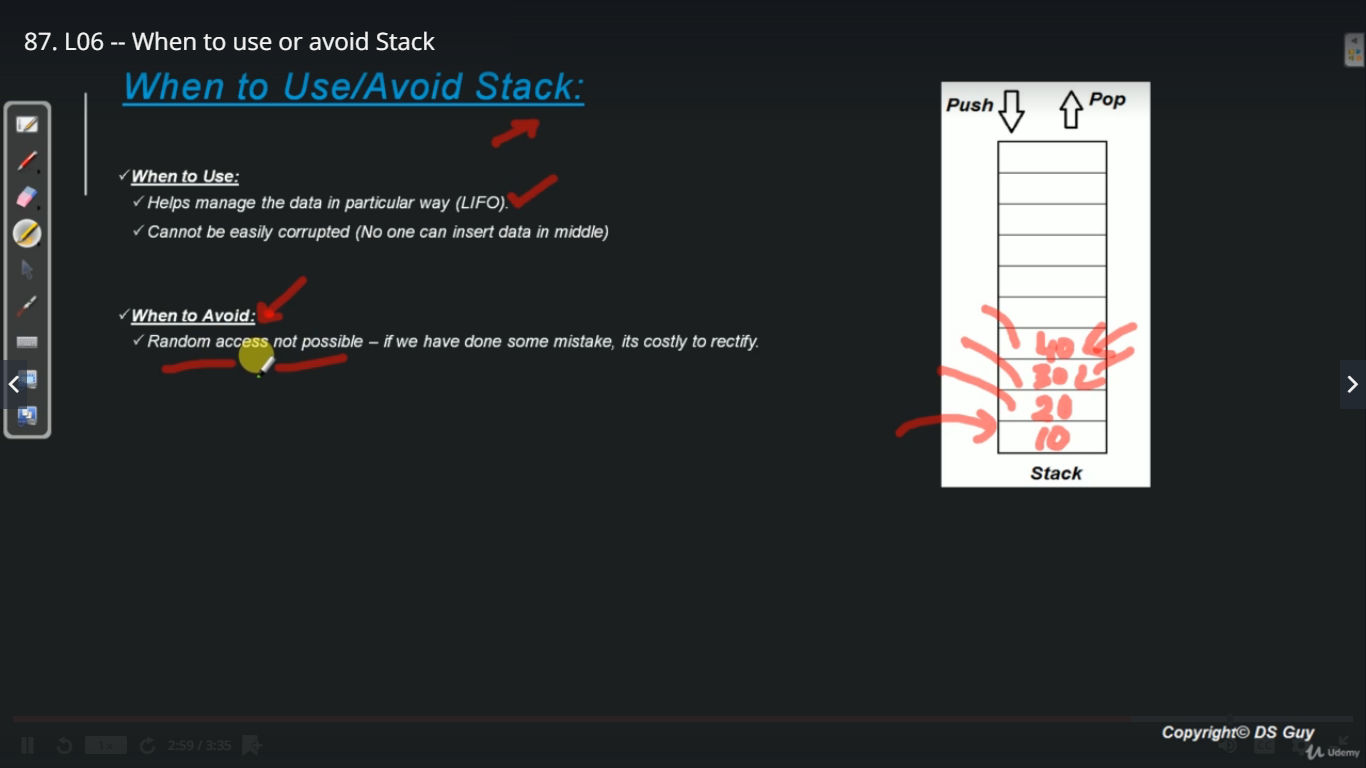 87. L06 -- When to use or avoid Stack
When to Use/Avoid Stack:
When to Use:
Helps manage the data in particular way (LIFO).
Cannot be easily corrupted (No one can insert data in middle)
When to Avoid:
Random access not possible – if we have done some mistake, its costly to rectify.
Push
Pop
40
30
20
10
Stack
1x
2:59 / 3:35
Copyright© DS Guy
Udemy